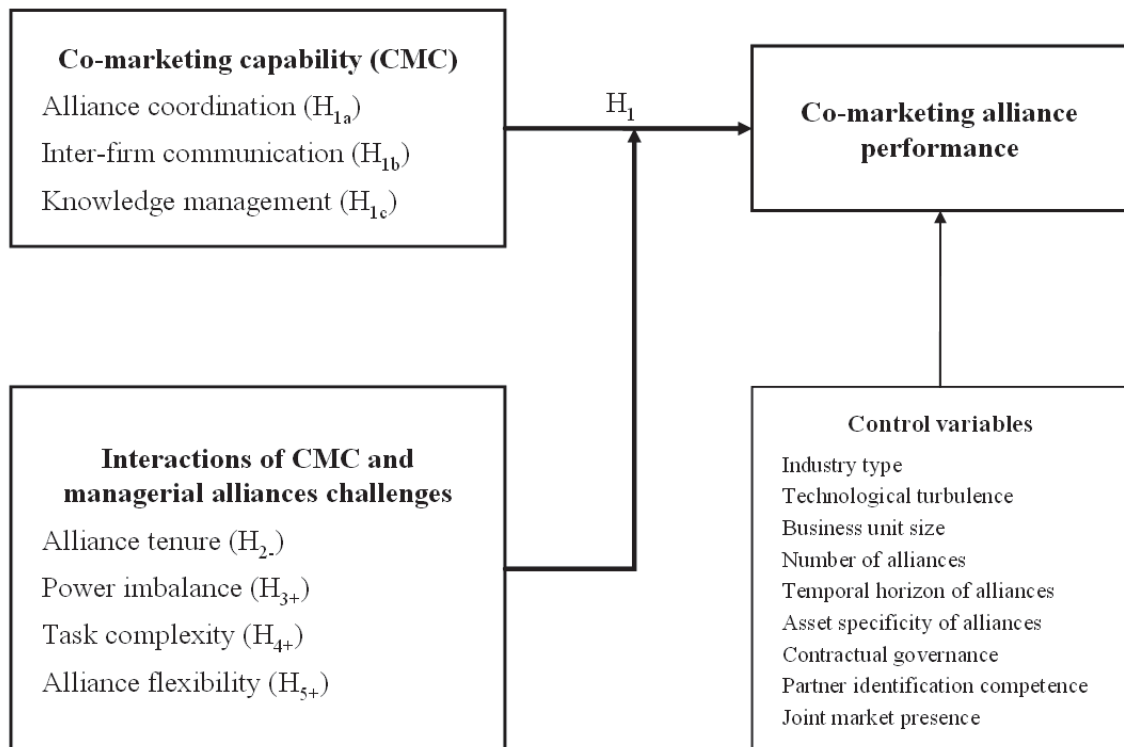 Co-marketing capability (CMC)
Alliance coordination (H1a)
Inter-firm communication (H1b)
Knowledge management (H1c)
H1
Co-marketing alliance
performance
Interactions of CMC and
managerial alliances challenges
Alliance tenure (H2-)
Power imbalance (H3+)
Task complexity (H4+)
Alliance flexibility (H5+)
Control variables
Industry type
Technological turbulence
Business unit size
Number of alliances
Temporal horizon of alliances
Asset specificity of alliances
Contractual governance
Partner identification competence
Joint market presence